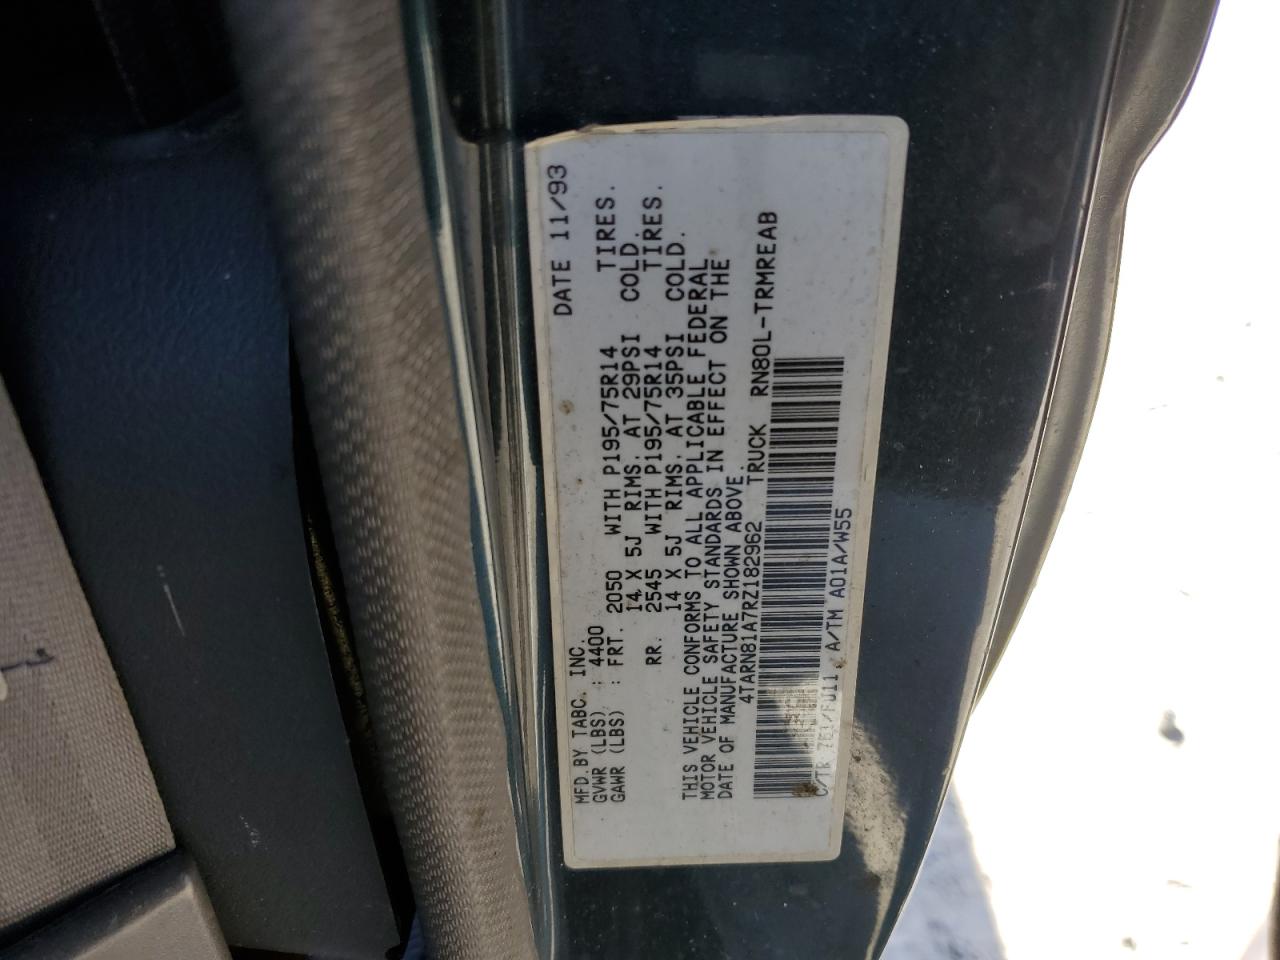 MFD. BY TABC, INC. DATE 11/93
GVWR (LBS) : 4400
GAWR (LBS) : FRT. 2050 WITH P195/75R14 TIRES.
14 X 5J RIMS. AT 29PSI COLD.
RR. 2545 WITH P195/75R14 TIRES.
14 X 5J RIMS. AT 35PSI COLD.
THIS VEHICLE CONFORMS TO ALL APPLICABLE FEDERAL
MOTOR VEHICLE SAFETY STANDARDS IN EFFECT ON THE
DATE OF MANUFACTURE SHOWN ABOVE.
4TARN81A7RZ182962 TRUCK RN80L-TRMREAB
C/TR 761/FJ11 A/TM A01A/W55